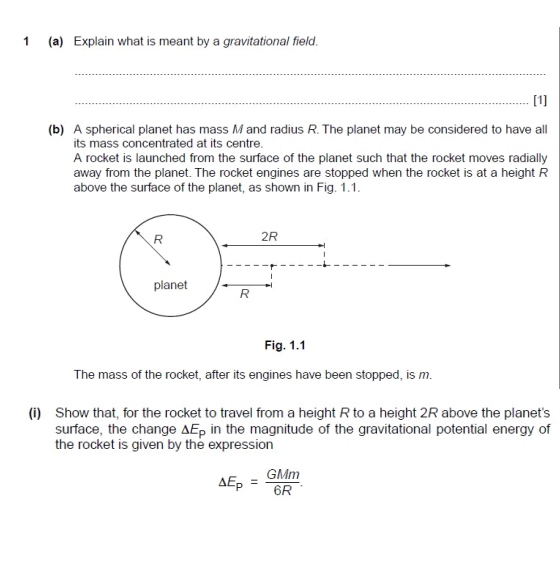 1 (a) Explain what is meant by a gravitational field.
[1]
(b) A spherical planet has mass M and radius R. The planet may be considered to have all
its mass concentrated at its centre.
A rocket is launched from the surface of the planet such that the rocket moves radially
away from the planet. The rocket engines are stopped when the rocket is at a height R
above the surface of the planet, as shown in Fig. 1.1.
2R
R
planet
R
Fig. 1.1
The mass of the rocket, after its engines have been stopped, is m.
(i) Show that, for the rocket to travel from a height R to a height 2R above the planet's
surface, the change ΔEP in the magnitude of the gravitational potential energy of
the rocket is given by the expression
ΔEP = GMm/6R.